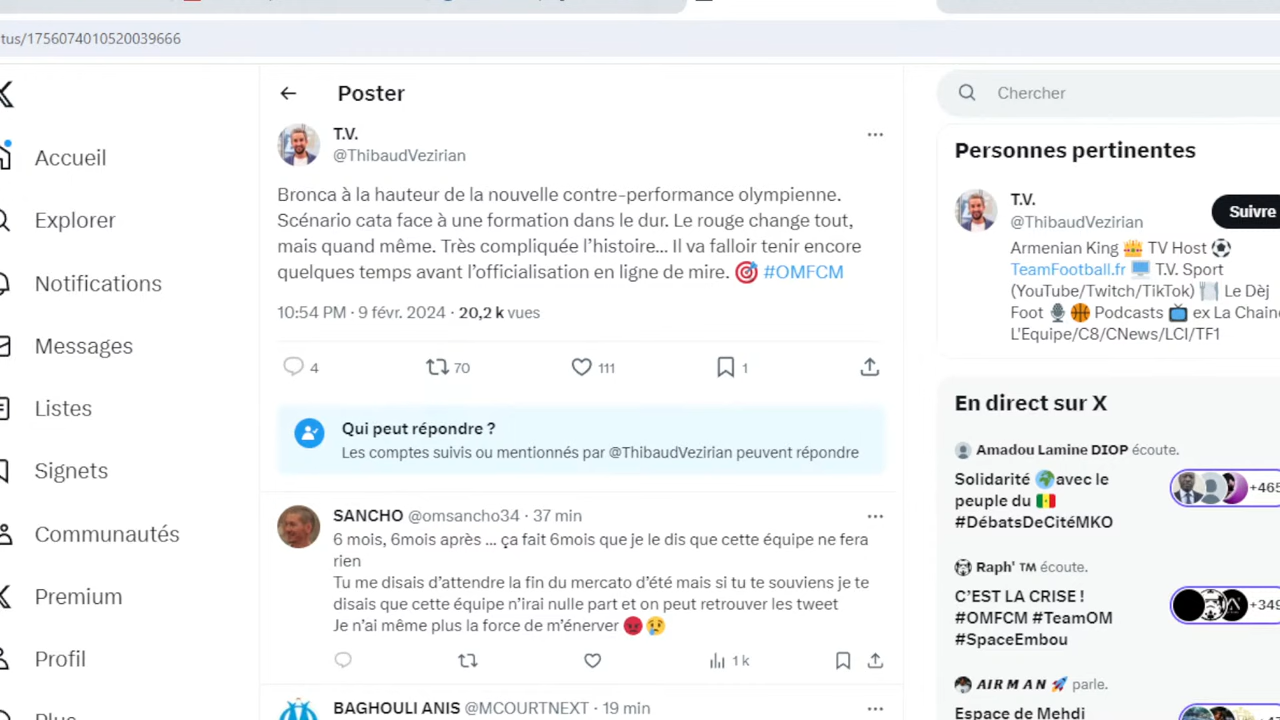 tus/1756074010520039666
Poster
Chercher
T.V.
@ThibaudVezirian
Bronca à la hauteur de la nouvelle contre-performance olympienne.
Scénario cata face à une formation dans le dur. Le rouge change tout,
mais quand même. Très compliquée l'histoire... Il va falloir tenir encore
quelques temps avant l'officialisation en ligne de mire. 🎯 #OMFCM
10:54 PM · 9 févr. 2024 · 20,2 k vues
4 70 111 1
Qui peut répondre ?
Les comptes suivis ou mentionnés par @ThibaudVezirian peuvent répondre
SANCHO @omsancho34 · 37 min
6 mois, 6mois après ... ça fait 6mois que je le dis que cette équipe ne fera
rien
Tu me disais d'attendre la fin du mercato d'été mais si tu te souviens je te
disais que cette équipe n'irai nulle part et on peut retrouver les tweet
Je n'ai même plus la force de m'énerver 😡😢
1 k
BAGHOULI ANIS @MCOURTNEXT · 19 min
Accueil
Explorer
Notifications
Messages
Listes
Signets
Communautés
Premium
Profil
Plus
Personnes pertinentes
T.V.
@ThibaudVezirian
Suivre
Armenian King 👑 TV Host ⚽
TeamFootball.fr 🖥️ T.V. Sport
(YouTube/Twitch/TikTok) 🍽️ Le Dèj
Foot 🎙️ 🏀 Podcasts 📺 ex La Chaine
L'Equipe/C8/CNews/LCI/TF1
En direct sur X
Amadou Lamine DIOP écoute.
Solidarité 🌍avec le
peuple du 🇸🇳
#DébatsDeCitéMKO
+465
Raph' ™ écoute.
C'EST LA CRISE !
#OMFCM #TeamOM
#SpaceEmbou
+349
AIRMAN 🚀 parle.
Espace de Mehdi